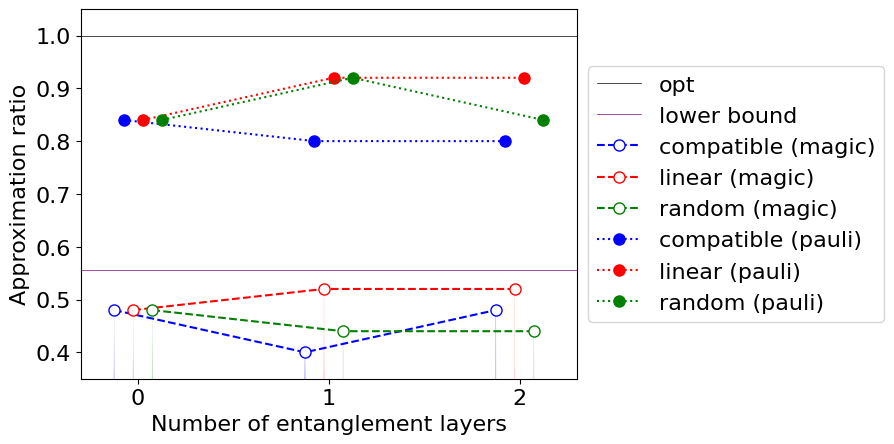 1.0
0.9
0.8
0.7
0.6
0.5
0.4
Approximation ratio
0
1
2
Number of entanglement layers
opt
lower bound
compatible (magic)
linear (magic)
random (magic)
compatible (pauli)
linear (pauli)
random (pauli)